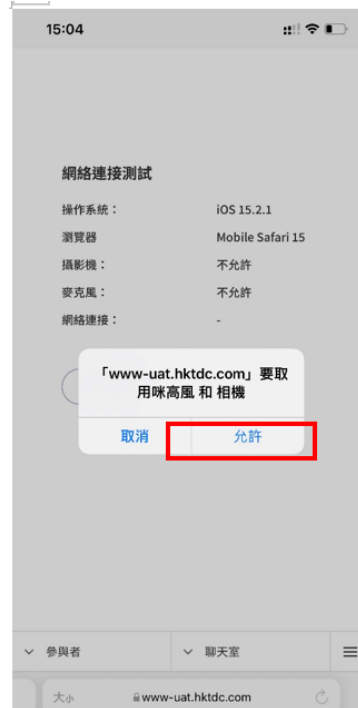 15:04
網絡連接測試
操作系統： iOS 15.2.1
瀏覽器 Mobile Safari 15
攝影機： 不允許
麥克風： 不允許
網絡連接： -
「www-uat.hktdc.com」要取
用咪高風 和 相機
取消 允許
參與者 聊天室
大小 www-uat.hktdc.com